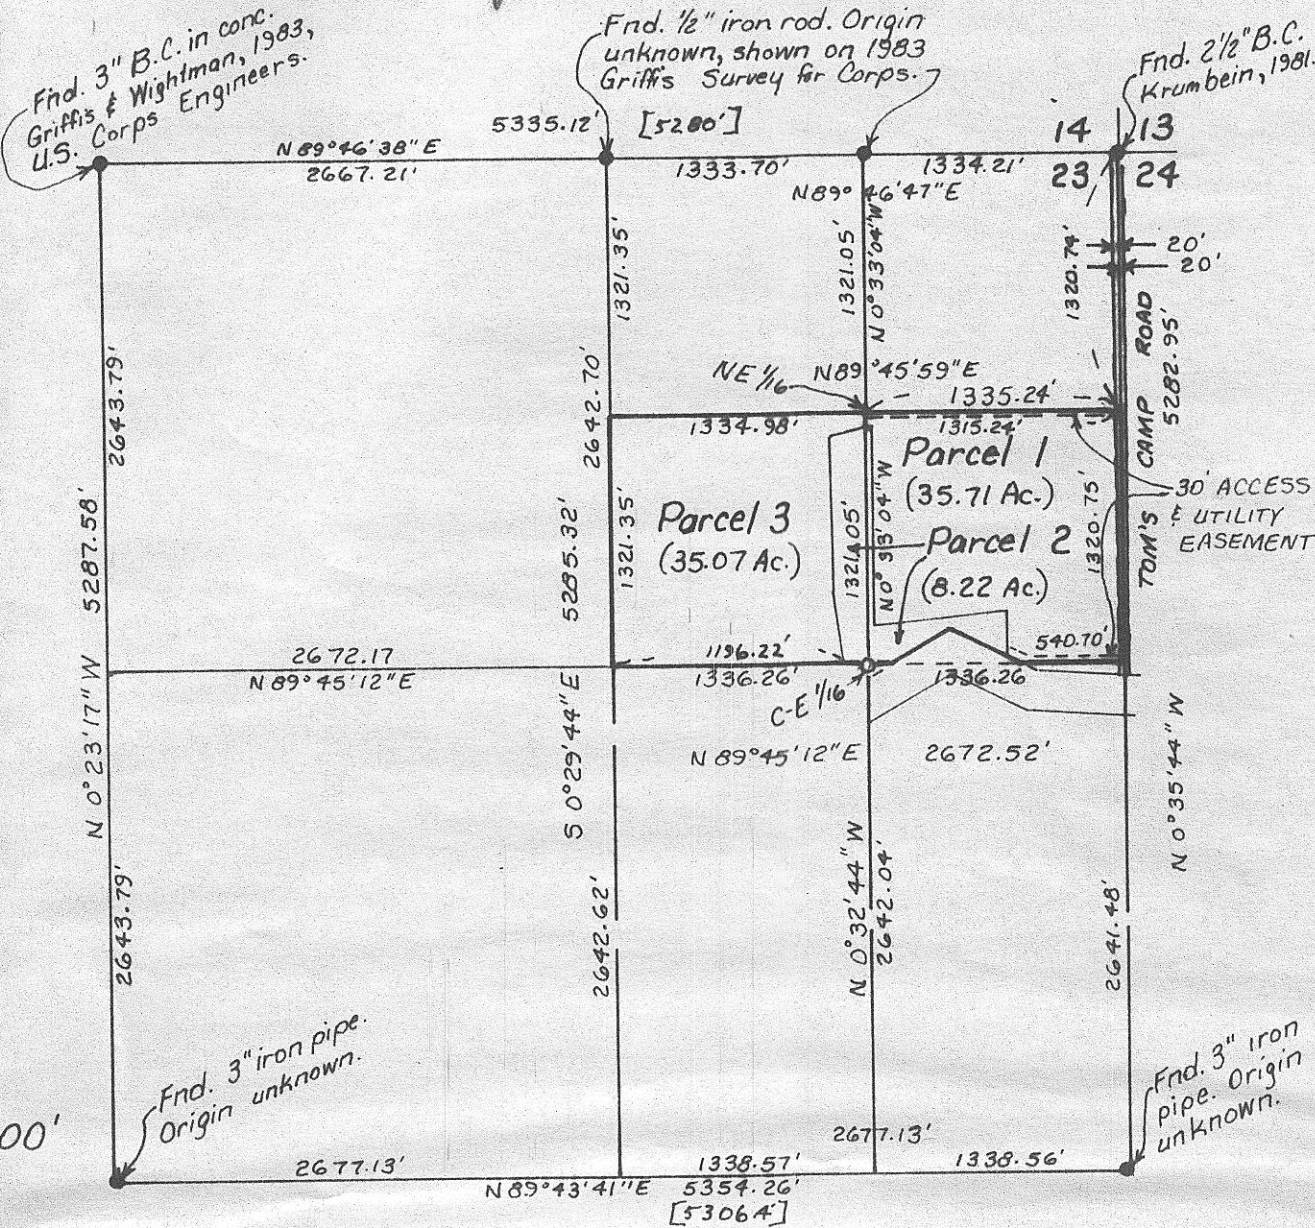 Fnd. 3" B.C. in conc.
Griffis & Wightman, 1983,
U.S. Corps Engineers.
Fnd. 1/2" iron rod. Origin
unknown, shown on 1983
Griffis Survey for Corps.
Fnd. 2 1/2" B.C.
Krumbein, 1981.
5335.12' [5280']
14 13
23 24
N 89°46'38" E
2667.21'
1333.70'
1334.21'
N 89°46'47" E
1321.35'
1321.05'
N 0°33'04" W
1320.74'
20'
20'
TOM'S CAMP ROAD
5282.95'
2643.79'
2642.70'
NE 1/16
N 89°45'59" E
1335.24'
1334.98'
1315.24'
Parcel 1
(35.71 Ac.)
Parcel 3
(35.07 Ac.)
Parcel 2
(8.22 Ac.)
1321.35'
1321.05'
N 0°33'04" W
1320.75'
30' ACCESS
& UTILITY
EASEMENT
N 0°23'17" W 5287.58'
S 0°29'44" E 5285.32'
2672.17
N 89°45'12" E
1196.22'
1336.26'
540.70'
1336.26
C-E 1/16
N 89°45'12" E 2672.52'
N 0°35'44" W
N 0°32'44" W
2642.04'
2643.79'
2642.62'
2641.48'
Fnd. 3" iron pipe.
Origin unknown.
Fnd. 3" iron
pipe. Origin
unknown.
00'
2677.13'
2677.13'
1338.57'
1338.56'
N 89°43'41" E 5354.26'
[5306.4']